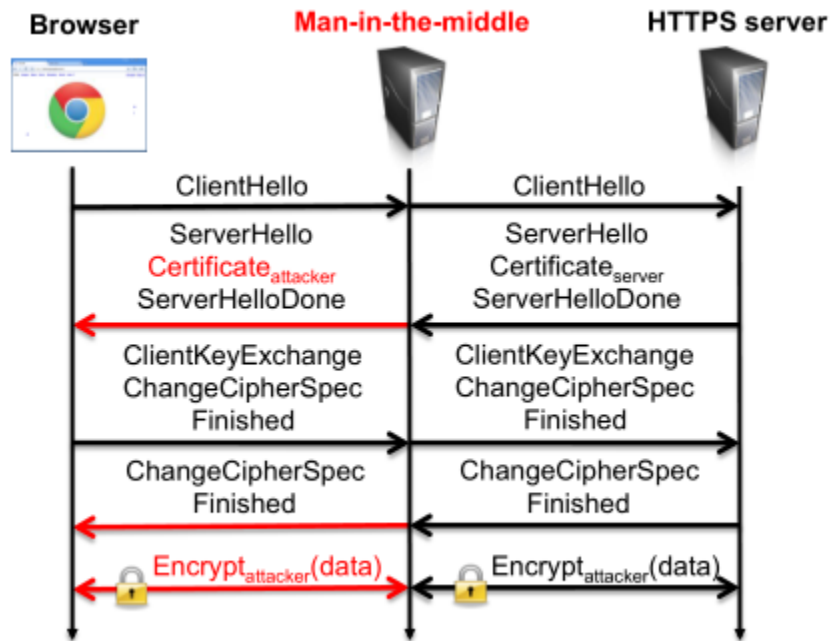 Browser
Man-in-the-middle
HTTPS server
ClientHello
ClientHello
ServerHello
Certificateattacker
ServerHelloDone
ServerHello
Certificateserver
ServerHelloDone
ClientKeyExchange
ChangeCipherSpec
Finished
ClientKeyExchange
ChangeCipherSpec
Finished
ChangeCipherSpec
Finished
ChangeCipherSpec
Finished
Encryptattacker(data)
Encryptattacker(data)